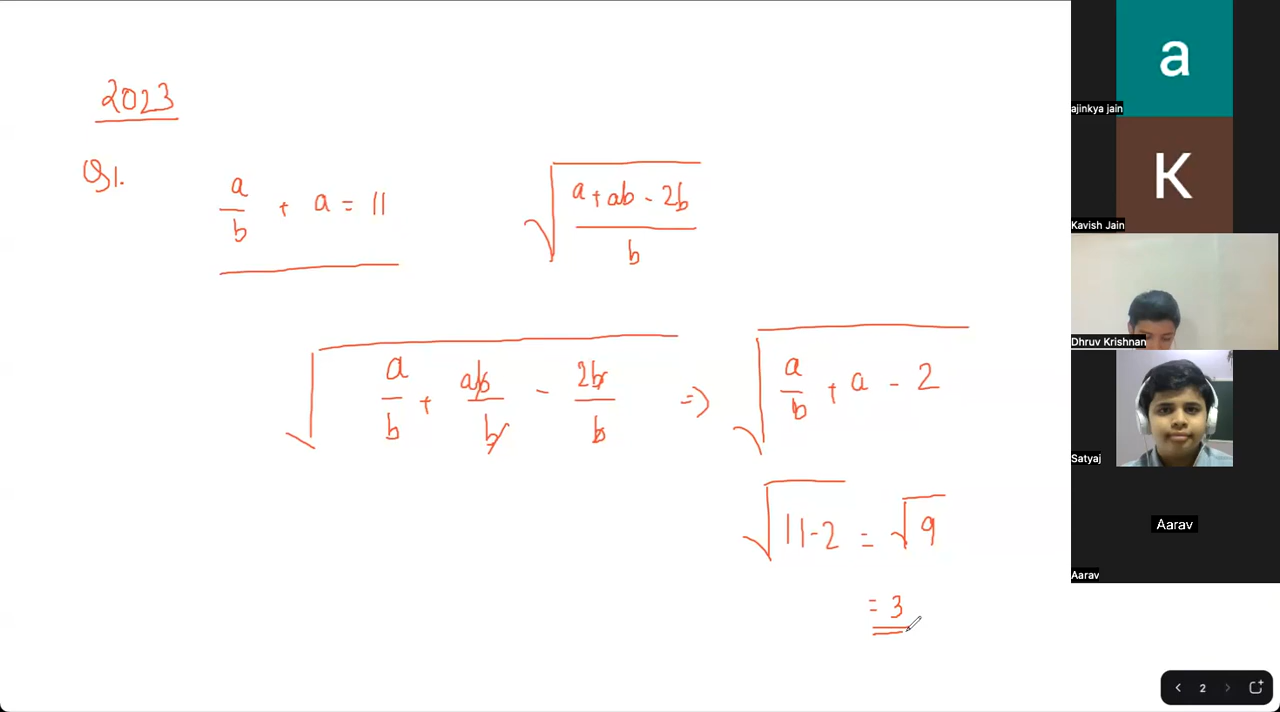 2023
Q1.
a/b + a = 11
√((a + ab - 2b)/b)
√(a/b + ab/b - 2b/b) => √(a/b + a - 2)
√(11-2) = √9
= 3
a
ajinkya jain
K
Kavish Jain
Dhruv Krishnan
Satyaj
Aarav
Aarav
2